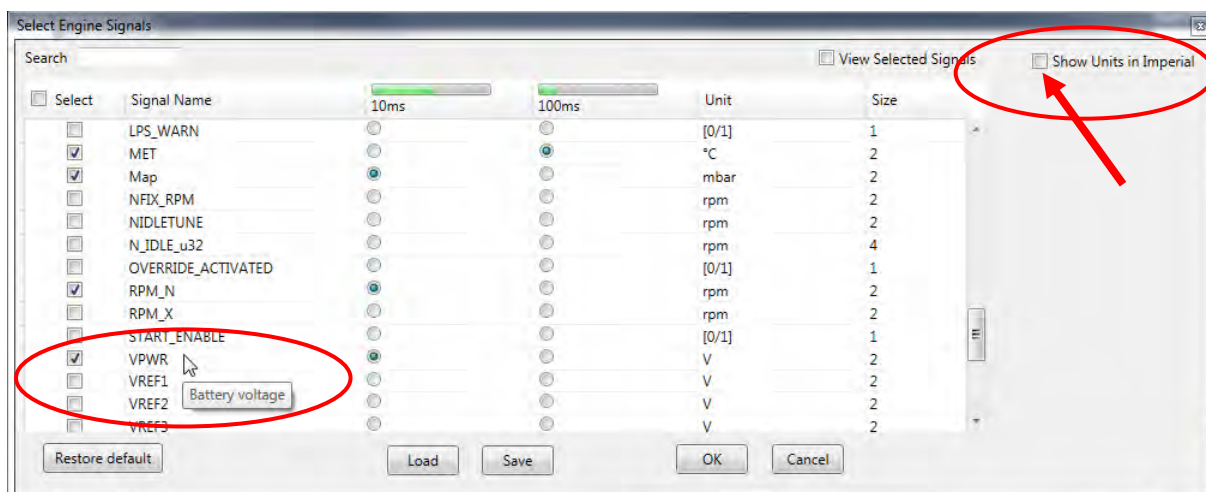 Select Engine Signals
Search View Selected Signals Show Units in Imperial
Select Signal Name 10ms 100ms Unit Size
LPS_WARN [0/1] 1
MET °C 2
Map mbar 2
NFIX_RPM rpm 2
NIDLETUNE rpm 2
N_IDLE_u32 rpm 4
OVERRIDE_ACTIVATED [0/1] 1
RPM_N rpm 2
RPM_X rpm 2
START_ENABLE [0/1] 1
VPWR V 2
VREF1 V 2
Battery voltage
VREF2 V 2
VREF3 V 2
Restore default Load Save OK Cancel